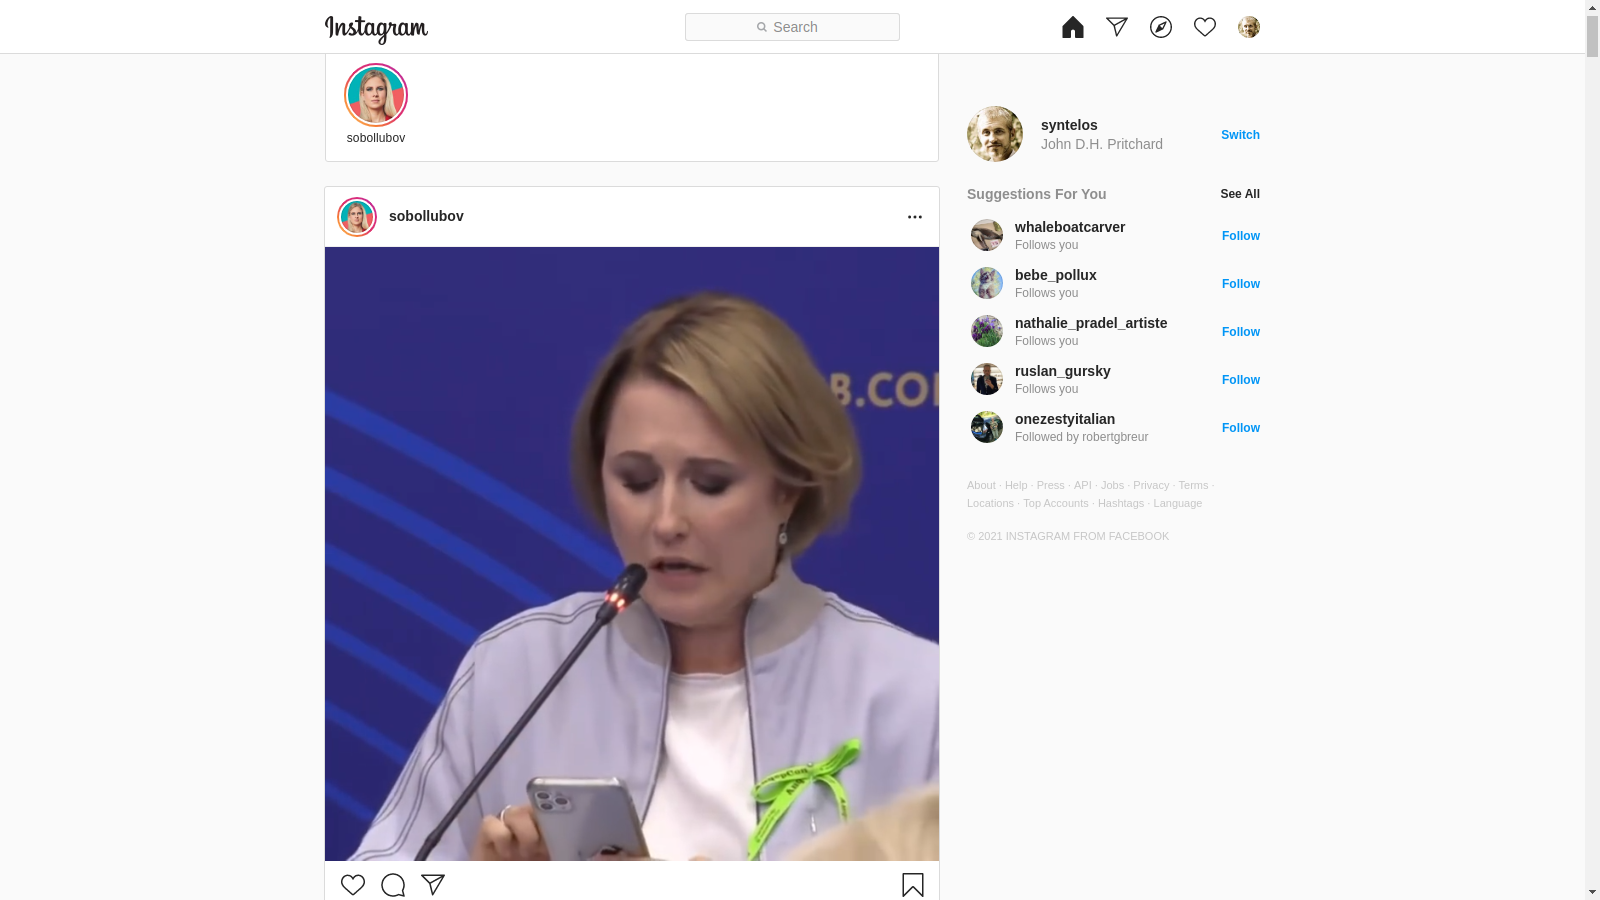 Instagram
Search
sobollubov
sobollubov
syntelos
John D.H. Pritchard
Switch
Suggestions For You
See All
whaleboatcarver
Follows you
Follow
bebe_pollux
Follows you
Follow
nathalie_pradel_artiste
Follows you
Follow
ruslan_gursky
Follows you
Follow
onezestyitalian
Followed by robertgbreur
Follow
About · Help · Press · API · Jobs · Privacy · Terms ·
Locations · Top Accounts · Hashtags · Language
© 2021 INSTAGRAM FROM FACEBOOK